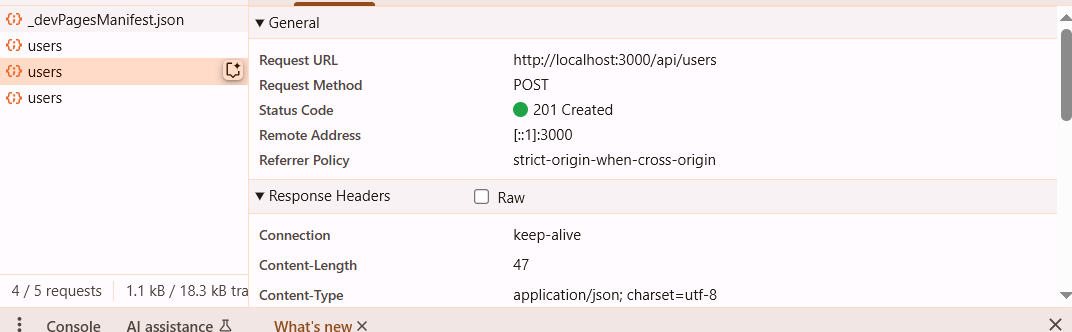 _devPagesManifest.json
users
users
users
4 / 5 requests 1.1 kB / 18.3 kB tra
General
Request URL http://localhost:3000/api/users
Request Method POST
Status Code 201 Created
Remote Address [::1]:3000
Referrer Policy strict-origin-when-cross-origin
Response Headers Raw
Connection keep-alive
Content-Length 47
Content-Type application/json; charset=utf-8
Console AI assistance What's new